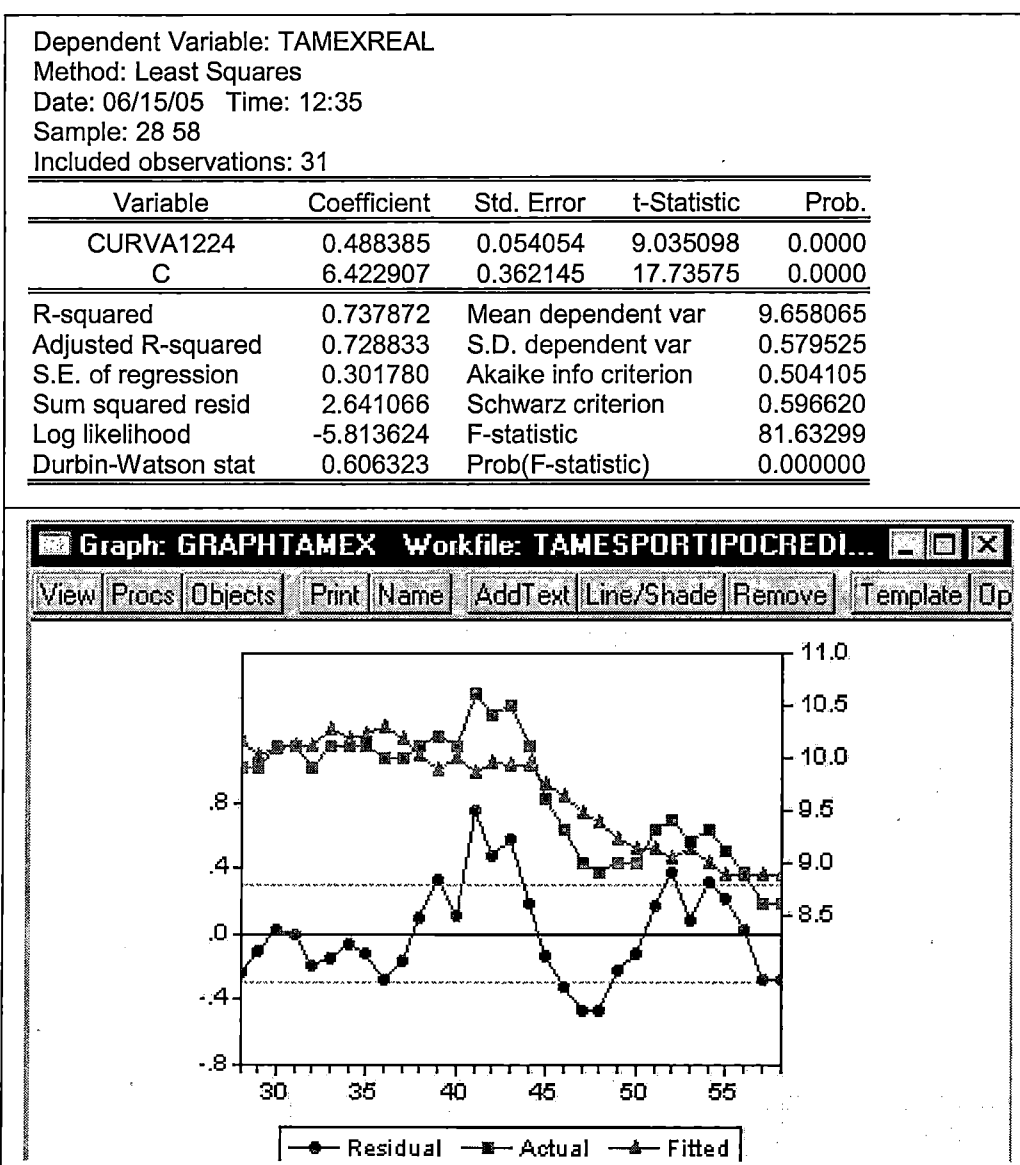 Dependent Variable: TAMEXREAL
Method: Least Squares
Date: 06/15/05 Time: 12:35
Sample: 28 58
Included observations: 31
Variable Coefficient Std. Error t-Statistic Prob.
CURVA1224 0.488385 0.054054 9.035098 0.0000
C 6.422907 0.362145 17.73575 0.0000
R-squared 0.737872 Mean dependent var 9.658065
Adjusted R-squared 0.728833 S.D. dependent var 0.579525
S.E. of regression 0.301780 Akaike info criterion 0.504105
Sum squared resid 2.641066 Schwarz criterion 0.596620
Log likelihood -5.813624 F-statistic 81.63299
Durbin-Watson stat 0.606323 Prob(F-statistic) 0.000000
Graph: GRAPHTAMEX Workfile: TAMESPORTIPOCREDI...
View Procs Objects Print Name AddText Line/Shade Remove Template Op
11.0
10.5
10.0
.8 9.5
.4 9.0
.0 8.5
-.4
-.8
30 35 40 45 50 55
Residual Actual Fitted